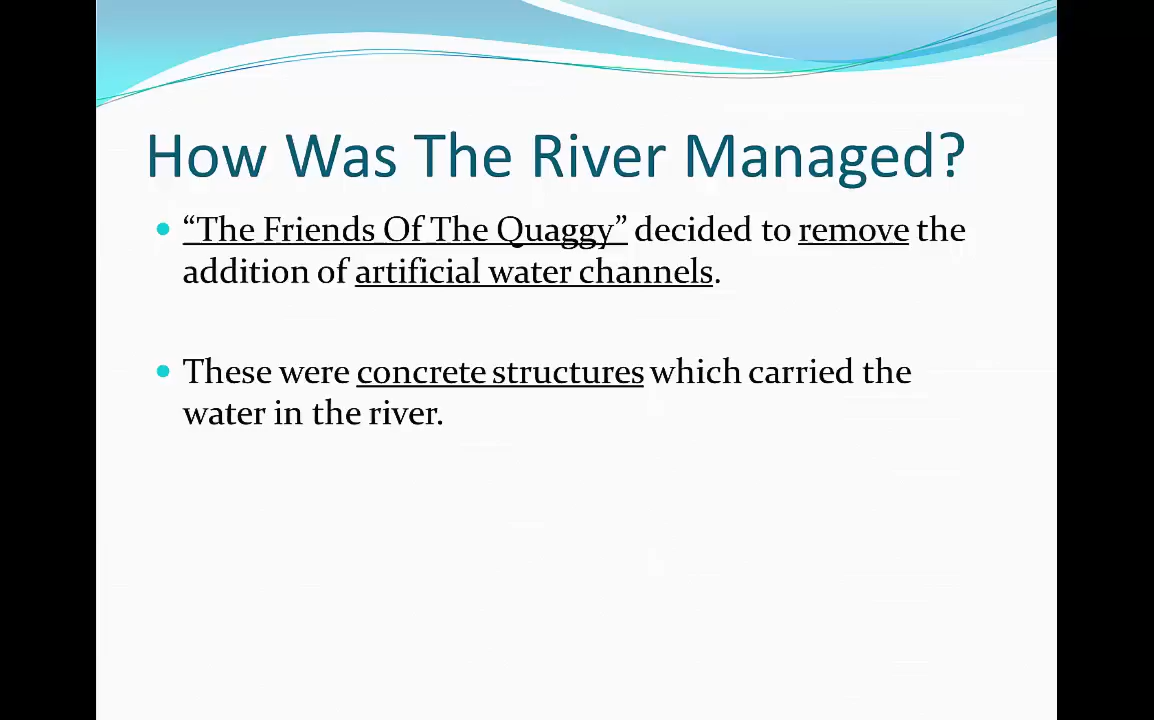 How Was The River Managed?
• “The Friends Of The Quaggy” decided to remove the
addition of artificial water channels.
• These were concrete structures which carried the
water in the river.